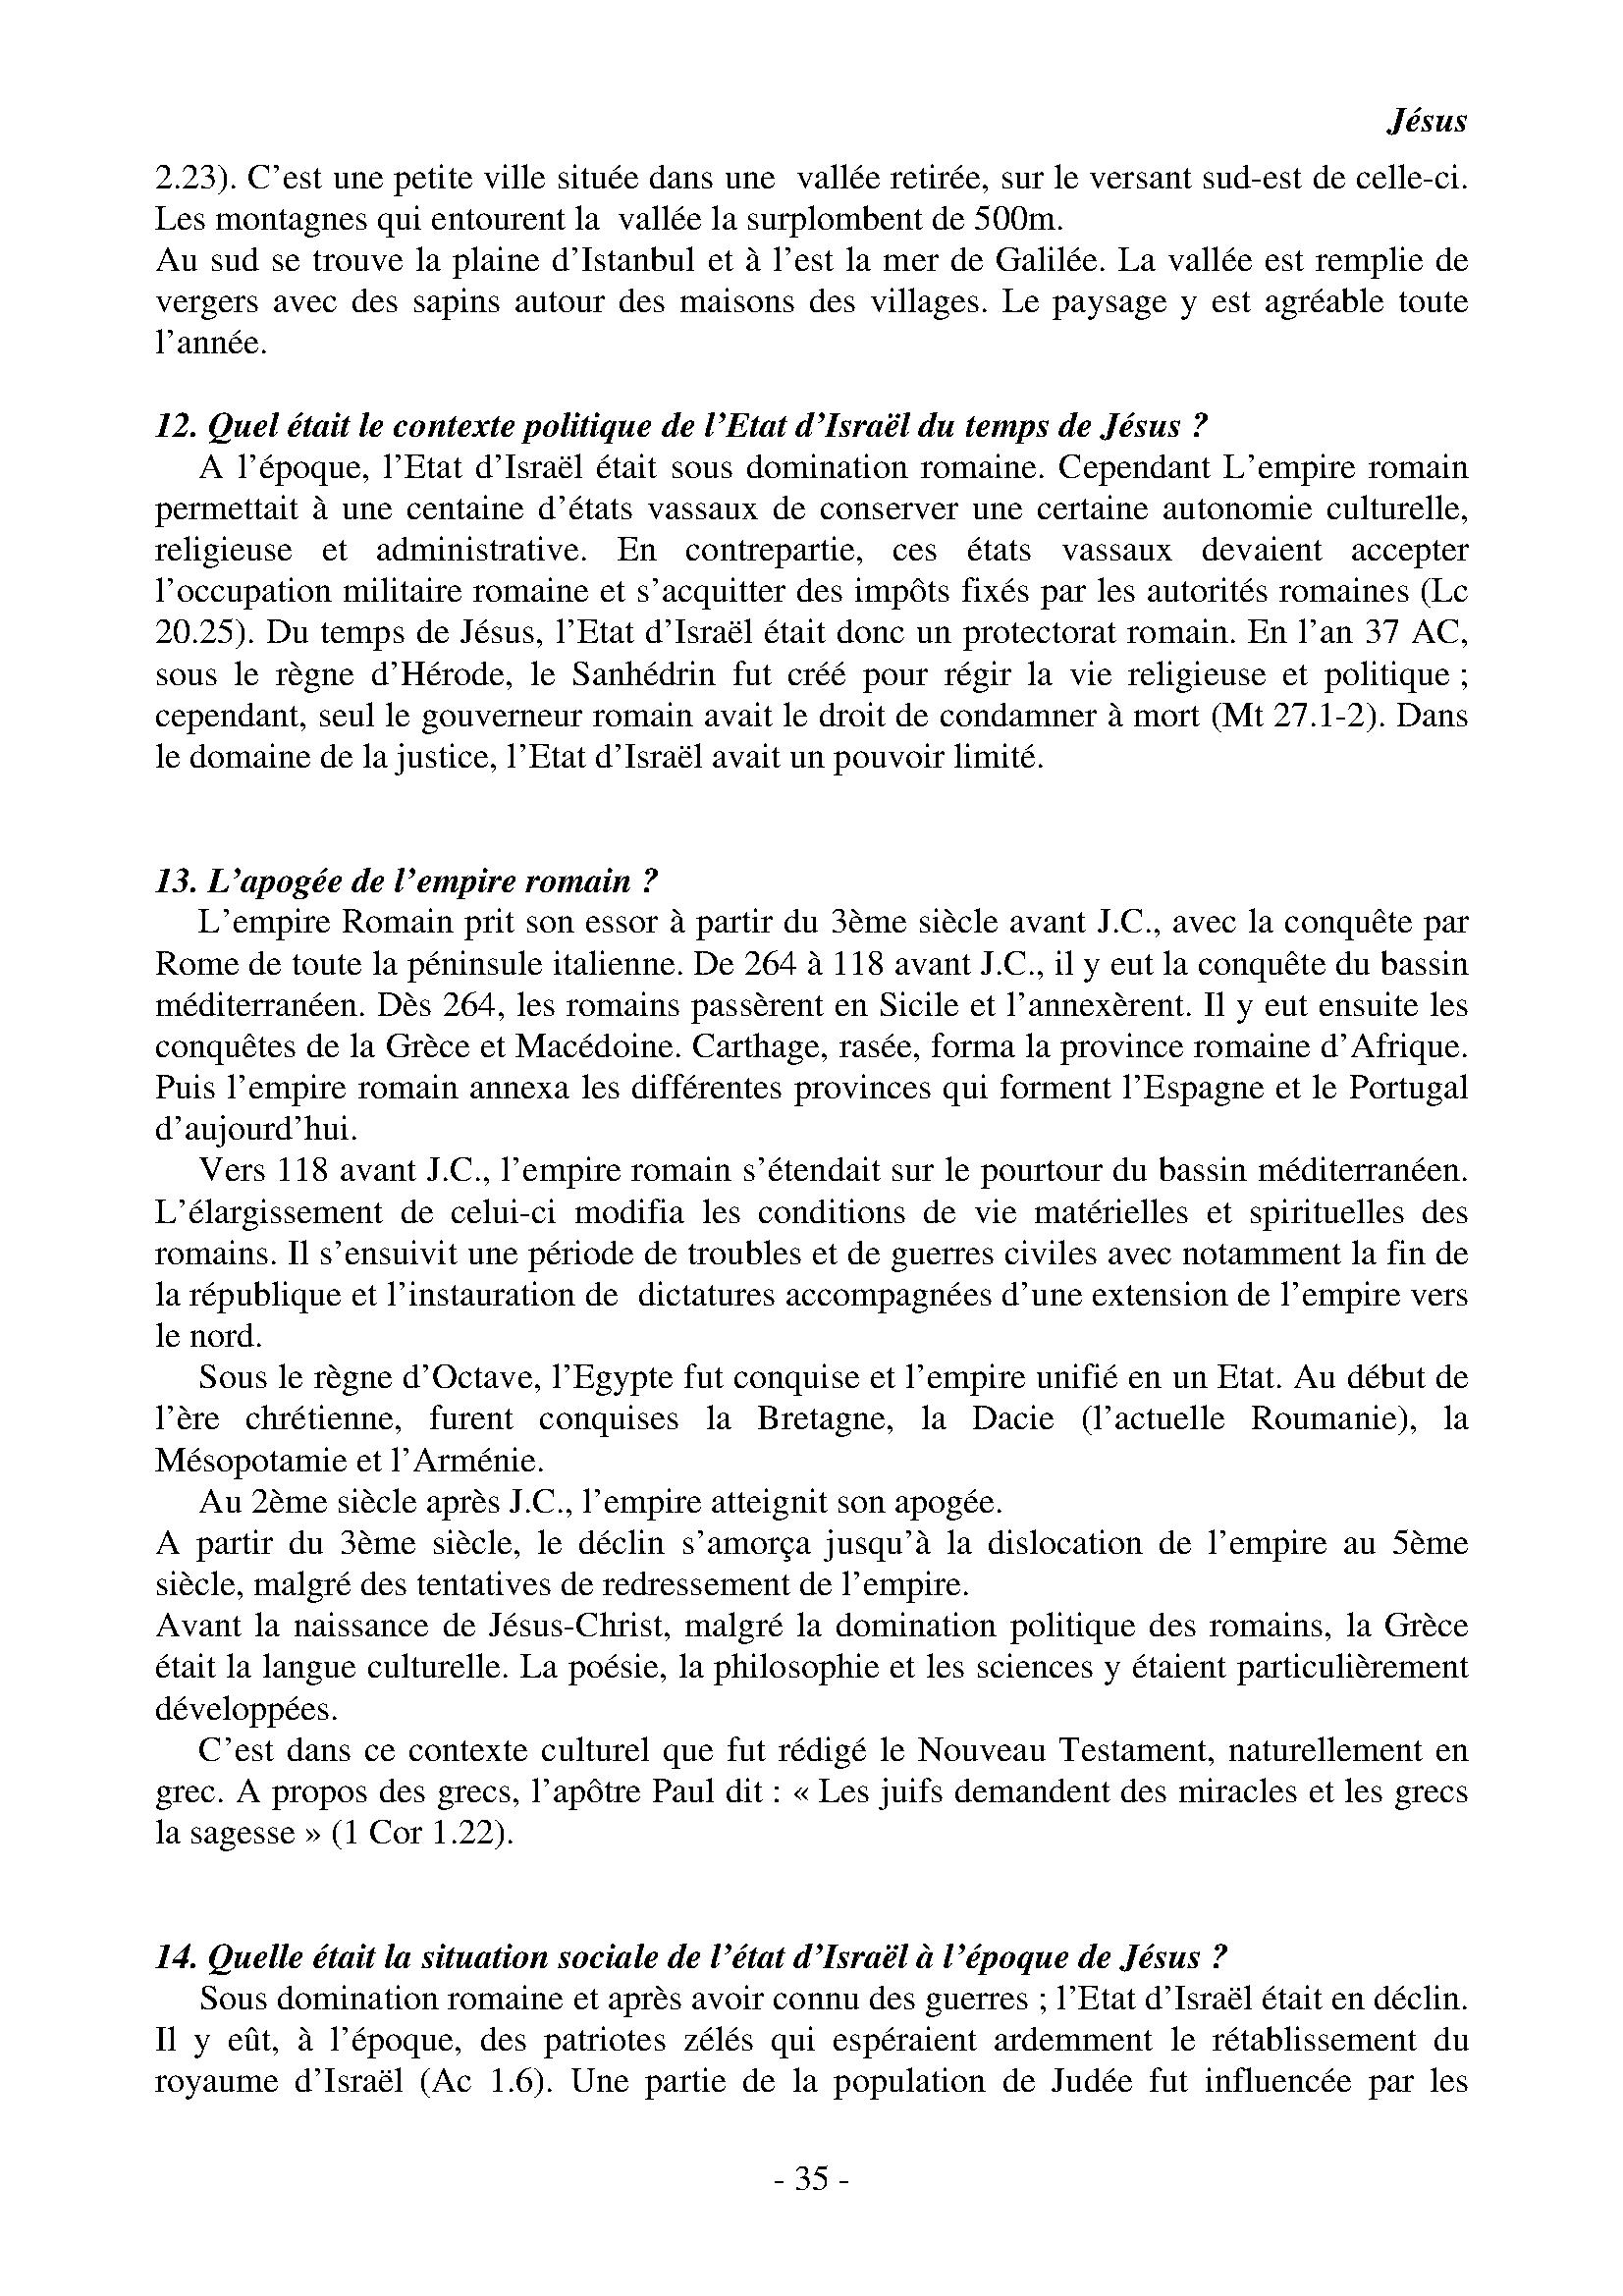 Jésus
2.23). C’est une petite ville située dans une  vallée retirée, sur le versant sud-est de celle-ci.
Les montagnes qui entourent la  vallée la surplombent de 500m.
Au sud se trouve la plaine d’Istanbul et à l’est la mer de Galilée. La vallée est remplie de
vergers avec des sapins autour des maisons des villages. Le paysage y est agréable toute
l’année.
12. Quel était le contexte politique de l’Etat d’Israël du temps de Jésus ?
A l’époque, l’Etat d’Israël était sous domination romaine. Cependant L’empire romain
permettait à une centaine d’états vassaux de conserver une certaine autonomie culturelle,
religieuse et administrative. En contrepartie, ces états vassaux devaient accepter
l’occupation militaire romaine et s’acquitter des impôts fixés par les autorités romaines (Lc
20.25). Du temps de Jésus, l’Etat d’Israël était donc un protectorat romain. En l’an 37 AC,
sous le règne d’Hérode, le Sanhédrin fut créé pour régir la vie religieuse et politique ;
cependant, seul le gouverneur romain avait le droit de condamner à mort (Mt 27.1-2). Dans
le domaine de la justice, l’Etat d’Israël avait un pouvoir limité.
13. L’apogée de l’empire romain ?
L’empire Romain prit son essor à partir du 3ème siècle avant J.C., avec la conquête par
Rome de toute la péninsule italienne. De 264 à 118 avant J.C., il y eut la conquête du bassin
méditerranéen. Dès 264, les romains passèrent en Sicile et l’annexèrent. Il y eut ensuite les
conquêtes de la Grèce et Macédoine. Carthage, rasée, forma la province romaine d’Afrique.
Puis l’empire romain annexa les différentes provinces qui forment l’Espagne et le Portugal
d’aujourd’hui.
Vers 118 avant J.C., l’empire romain s’étendait sur le pourtour du bassin méditerranéen.
L’élargissement de celui-ci modifia les conditions de vie matérielles et spirituelles des
romains. Il s’ensuivit une période de troubles et de guerres civiles avec notamment la fin de
la république et l’instauration de  dictatures accompagnées d’une extension de l’empire vers
le nord.
Sous le règne d’Octave, l’Egypte fut conquise et l’empire unifié en un Etat. Au début de
l’ère chrétienne, furent conquises la Bretagne, la Dacie (l’actuelle Roumanie), la
Mésopotamie et l’Arménie.
Au 2ème siècle après J.C., l’empire atteignit son apogée.
A partir du 3ème siècle, le déclin s’amorça jusqu’à la dislocation de l’empire au 5ème
siècle, malgré des tentatives de redressement de l’empire.
Avant la naissance de Jésus-Christ, malgré la domination politique des romains, la Grèce
était la langue culturelle. La poésie, la philosophie et les sciences y étaient particulièrement
développées.
C’est dans ce contexte culturel que fut rédigé le Nouveau Testament, naturellement en
grec. A propos des grecs, l’apôtre Paul dit : « Les juifs demandent des miracles et les grecs
la sagesse » (1 Cor 1.22).
14. Quelle était la situation sociale de l’état d’Israël à l’époque de Jésus ?
Sous domination romaine et après avoir connu des guerres ; l’Etat d’Israël était en déclin.
Il y eût, à l’époque, des patriotes zélés qui espéraient ardemment le rétablissement du
royaume d’Israël (Ac 1.6). Une partie de la population de Judée fut influencée par les
- 35 -